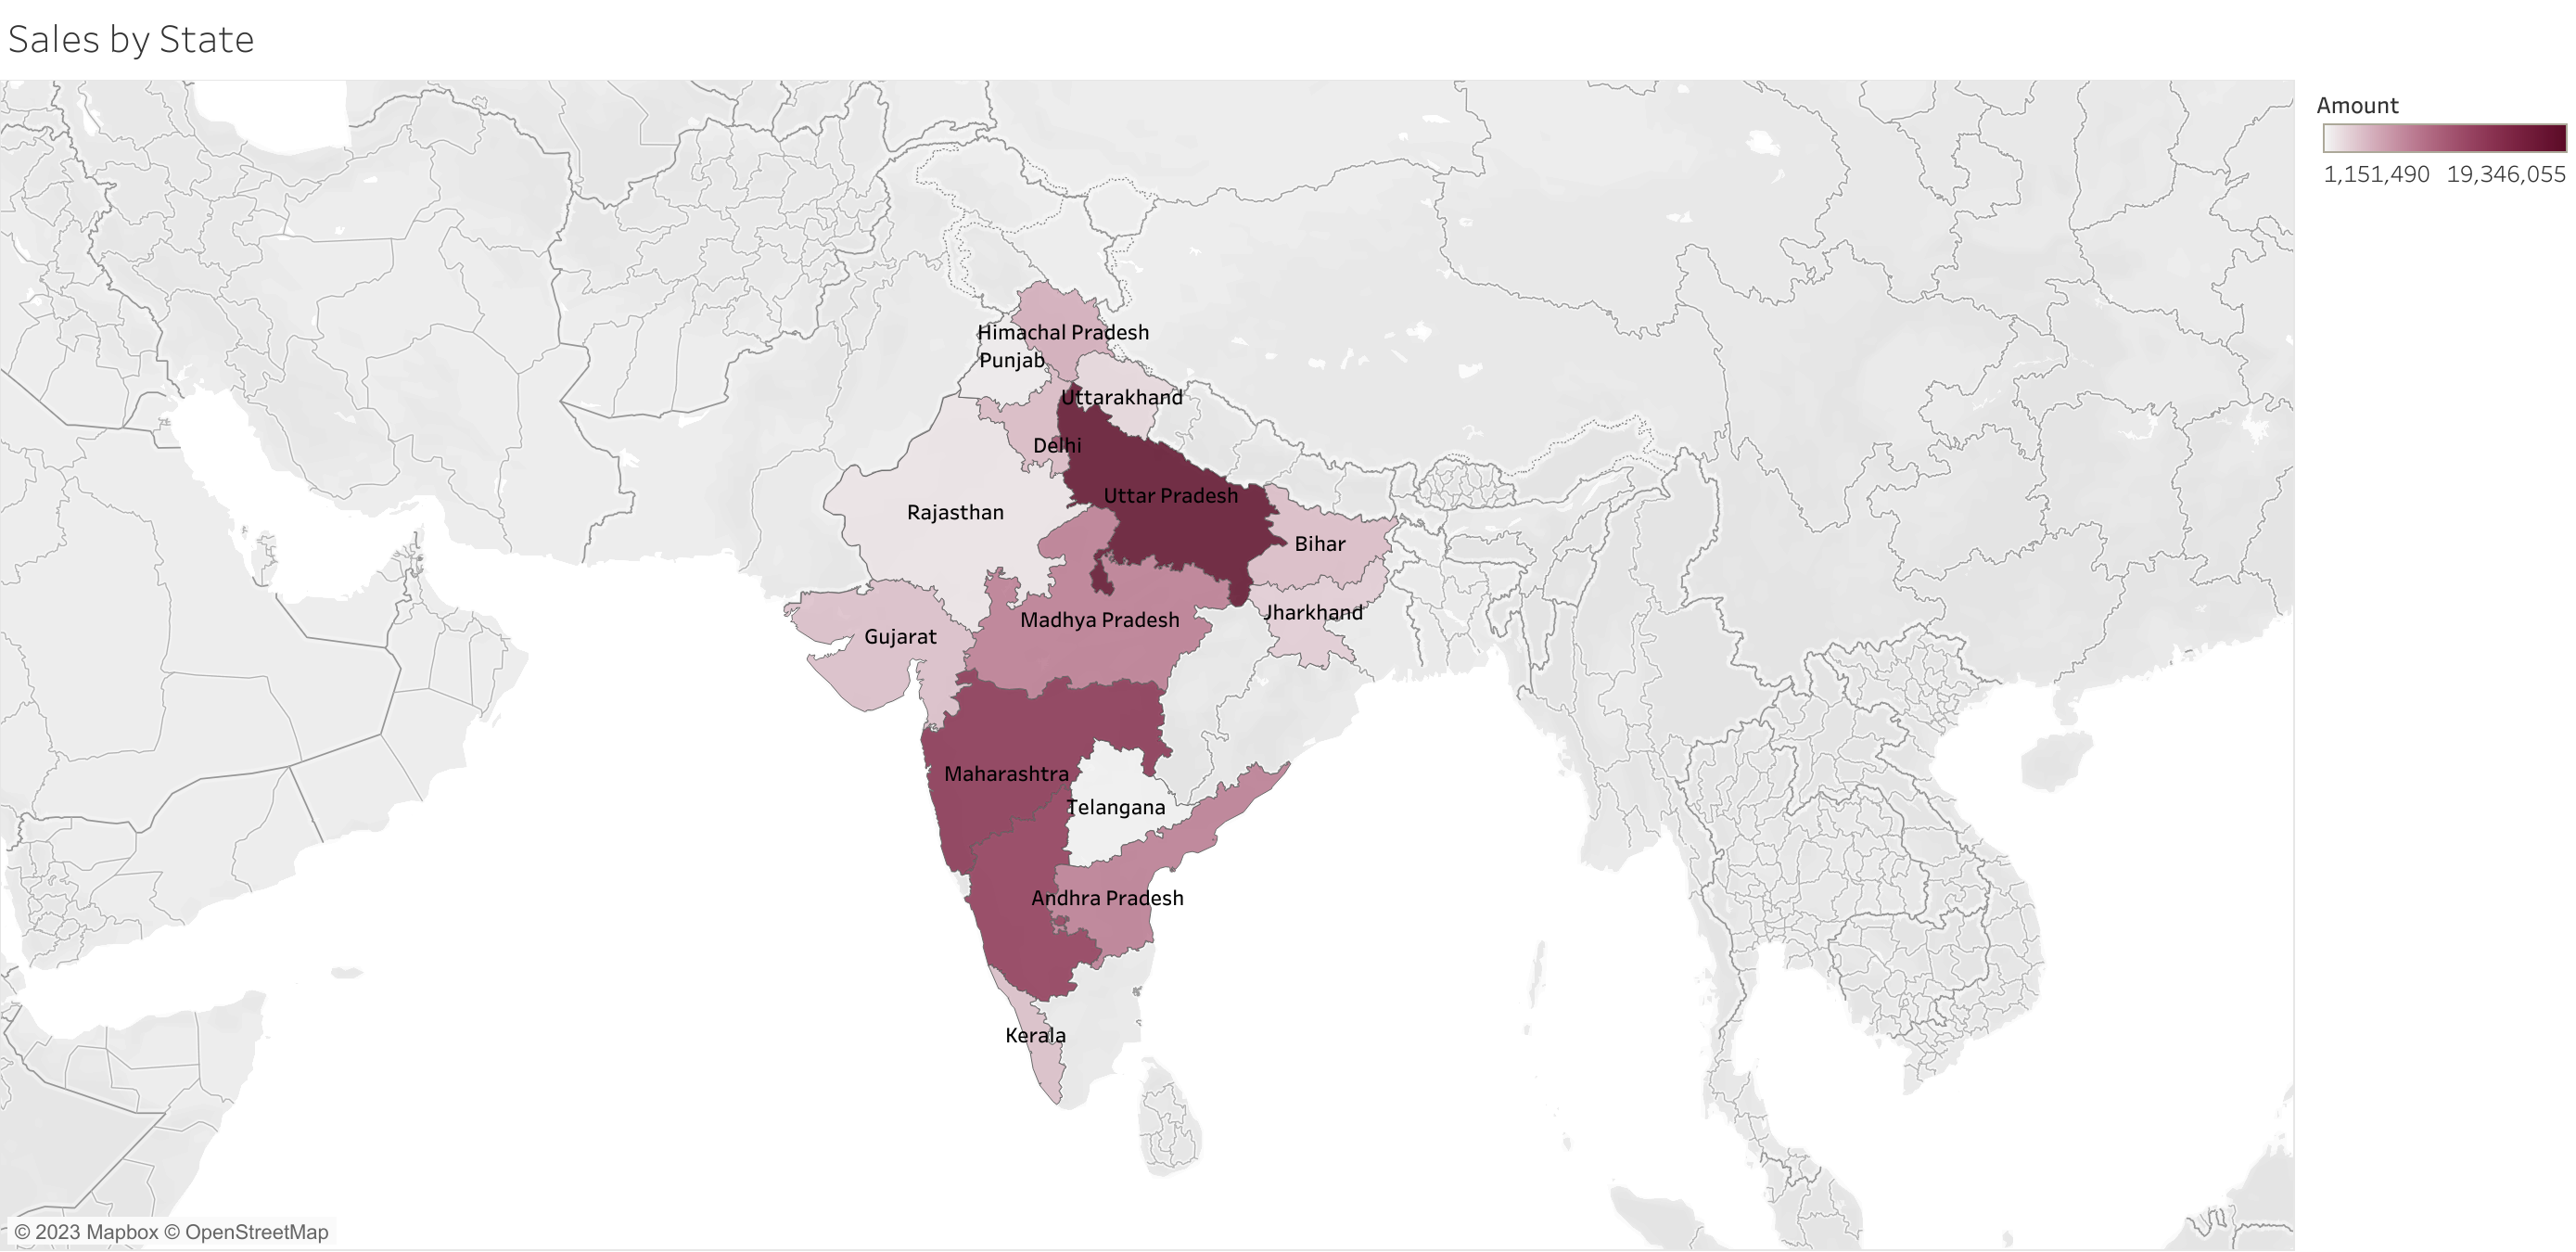 Sales by State
Amount
1,151,490 19,346,055
Himachal Pradesh
Punjab
Uttarakhand
Delhi
Uttar Pradesh
Rajasthan
Bihar
Jharkhand
Madhya Pradesh
Gujarat
Maharashtra
Telangana
Andhra Pradesh
Kerala
© 2023 Mapbox © OpenStreetMap